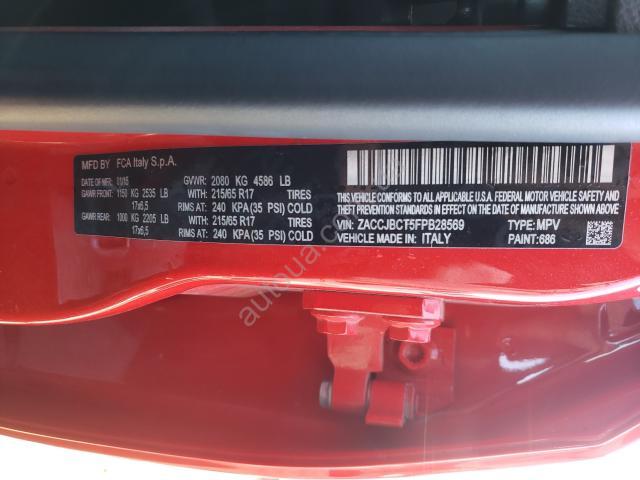 MFD BY FCA Italy S.p.A.
DATE OF MFR: 01/15 GVWR: 2080 KG 4586 LB
GAWR FRONT: 1150 KG 2535 LB WITH: 215/65 R17 TIRES
17x6,5 RIMS AT: 240 KPA(35 PSI) COLD
GAWR REAR: 1000 KG 2205 LB WITH: 215/65 R17 TIRES
17x6,5 RIMS AT: 240 KPA(35 PSI) COLD
THIS VEHICLE CONFORMS TO ALL APPLICABLE U.S.A. FEDERAL MOTOR VEHICLE
SAFETY, BUMPER, AND THEFT PREVENTION STANDARDS IN EFFECT ON THE DATE OF MANUFACTURE SHOWN ABOVE.
VIN: ZACCJBCT5FPB28569 TYPE: MPV
VEHICLE MADE IN: ITALY PAINT: 686
autoua.com